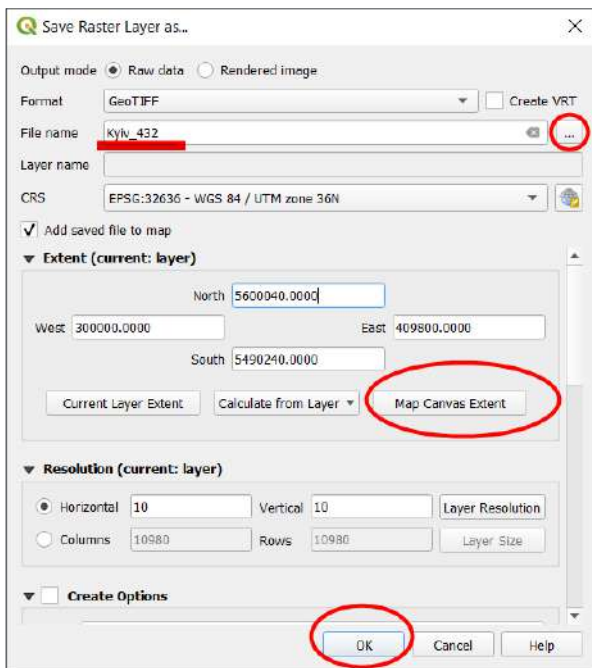 Save Raster Layer as...
Output mode Raw data Rendered image
Format GeoTIFF Create VRT
File name Kyiv_432 ...
Layer name
CRS EPSG:32636 - WGS 84 / UTM zone 36N
Add saved file to map
Extent (current: layer)
North 5600040.0000
West 300000.0000 East 409800.0000
South 5490240.0000
Current Layer Extent Calculate from Layer Map Canvas Extent
Resolution (current: layer)
Horizontal 10 Vertical 10 Layer Resolution
Columns 10980 Rows 10980 Layer Size
Create Options
OK Cancel Help